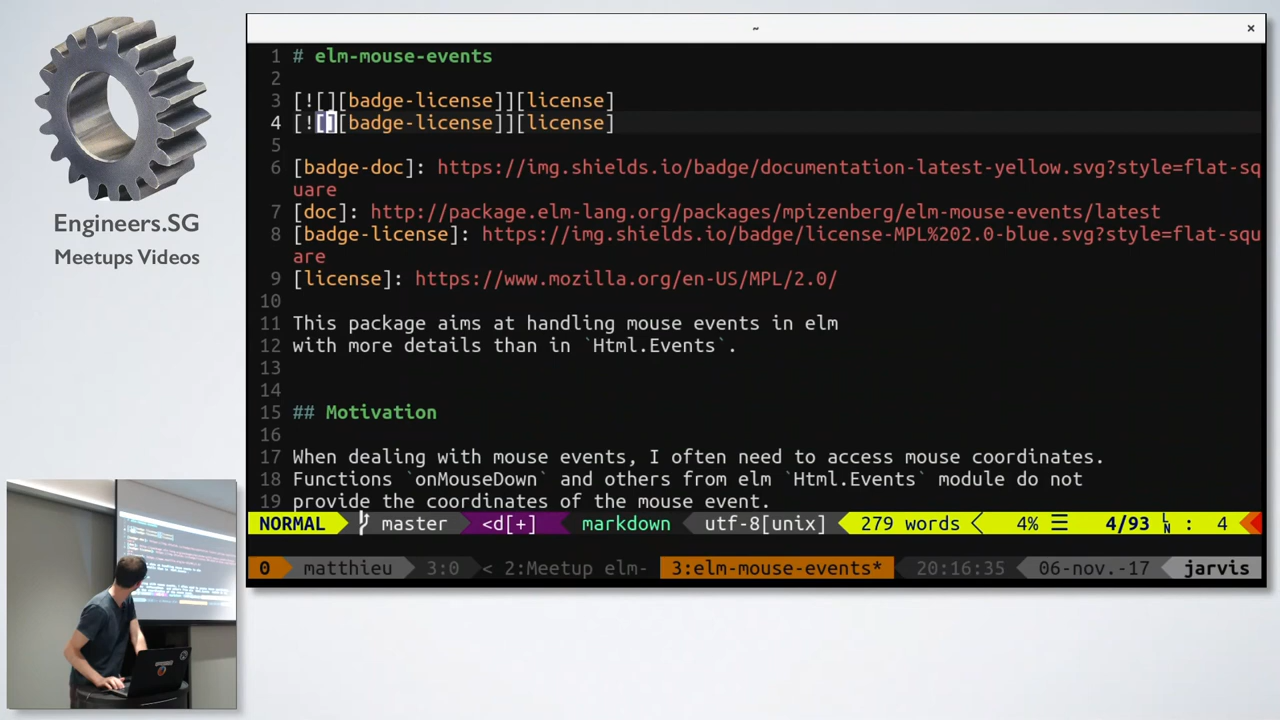 Engineers.SG
Meetups Videos
~ ×
1 # elm-mouse-events
2
3 [![][badge-license]][license]
4 [![][badge-license]][license]
5
6 [badge-doc]: https://img.shields.io/badge/documentation-latest-yellow.svg?style=flat-sq
uare
7 [doc]: http://package.elm-lang.org/packages/mpizenberg/elm-mouse-events/latest
8 [badge-license]: https://img.shields.io/badge/license-MPL%202.0-blue.svg?style=flat-squ
are
9 [license]: https://www.mozilla.org/en-US/MPL/2.0/
10
11 This package aims at handling mouse events in elm
12 with more details than in `Html.Events`.
13
14
15 ## Motivation
16
17 When dealing with mouse events, I often need to access mouse coordinates.
18 Functions `onMouseDown` and others from elm `Html.Events` module do not
19 provide the coordinates of the mouse event.
NORMAL master <d[+] markdown utf-8[unix] 279 words 4% ☰ 4/93 LN : 4
0 matthieu 3:0 < 2:Meetup elm- 3:elm-mouse-events* 20:16:35 06-nov.-17 jarvis